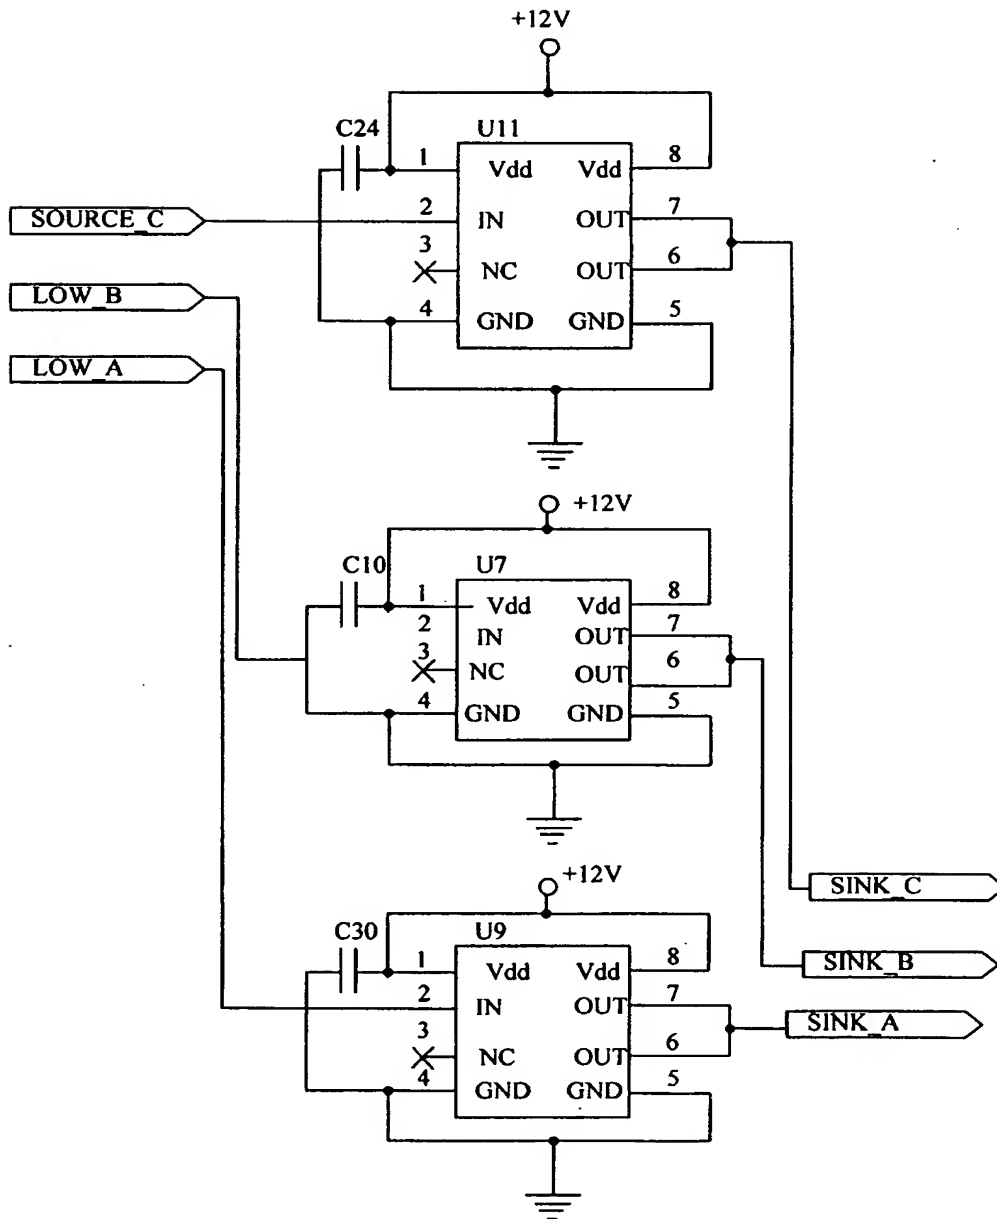 +12V
C24
U11
1 Vdd Vdd 8
SOURCE_C
2 IN OUT 7
3 NC OUT 6
LOW_B
4 GND GND 5
LOW_A
+12V
C10
U7
1 Vdd Vdd 8
2 IN OUT 7
3 NC OUT 6
4 GND GND 5
+12V
C30
U9
SINK_C
1 Vdd Vdd 8
SINK_B
2 IN OUT 7
SINK_A
3 NC OUT 6
4 GND GND 5